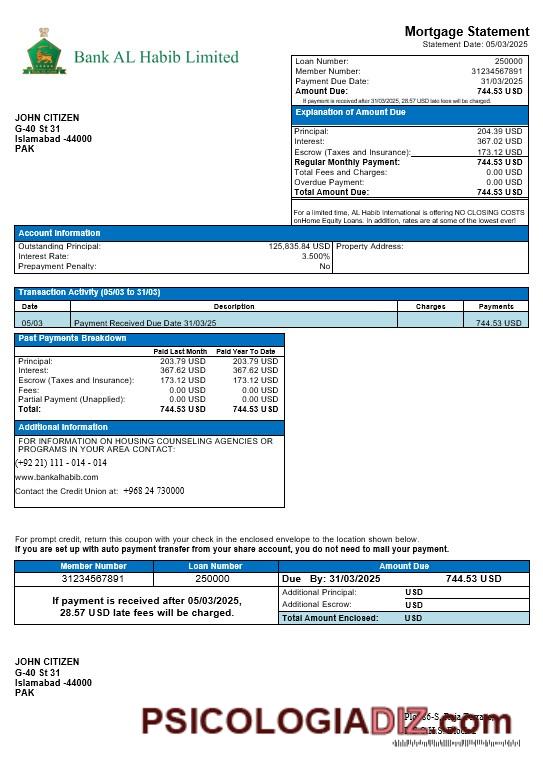 Mortgage Statement
Statement Date: 05/03/2025
Bank AL Habib Limited
Loan Number: 250000
Member Number: 31234567891
Payment Due Date: 31/03/2025
Amount Due: 744.53 USD
If payment is received after 31/03/2025, 28.57 USD late fees will be charged.
JOHN CITIZEN
G-40 St 31
Islamabad -44000
PAK
Explanation of Amount Due
Principal: 204.39 USD
Interest: 367.02 USD
Escrow (Taxes and Insurance): 173.12 USD
Regular Monthly Payment: 744.53 USD
Total Fees and Charges: 0.00 USD
Overdue Payment: 0.00 USD
Total Amount Due: 744.53 USD
For a limited time, AL Habib International is offering NO CLOSING COSTS
onHome Equity Loans. In addition, rates are at some of the lowest ever!
Account Information
Outstanding Principal: 125,835.84 USD Property Address:
Interest Rate: 3.500%
Prepayment Penalty: No
Transaction Activity (05/03 to 31/03)
Date Description Charges Payments
05/03 Payment Received Due Date 31/03/25 744.53 USD
Past Payments Breakdown
Paid Last Month Paid Year To Date
Principal: 203.79 USD 203.79 USD
Interest: 367.62 USD 367.62 USD
Escrow (Taxes and Insurance): 173.12 USD 173.12 USD
Fees: 0.00 USD 0.00 USD
Partial Payment (Unapplied): 0.00 USD 0.00 USD
Total: 744.53 USD 744.53 USD
Additional Information
FOR INFORMATION ON HOUSING COUNSELING AGENCIES OR
PROGRAMS IN YOUR AREA CONTACT:
(+92 21) 111 - 014 - 014
www.bankalhabib.com
Contact the Credit Union at: +968 24 730000
For prompt credit, return this coupon with your check in the enclosed envelope to the location shown below.
If you are set up with auto payment transfer from your share account, you do not need to mail your payment.
Member Number Loan Number Amount Due
31234567891 250000 Due By: 31/03/2025 744.53 USD
If payment is received after 05/03/2025,
28.57 USD late fees will be charged.
Additional Principal: USD
Additional Escrow: USD
Total Amount Enclosed: USD
JOHN CITIZEN
G-40 St 31
Islamabad -44000
PAK
PSICOLOGIADIZ.com